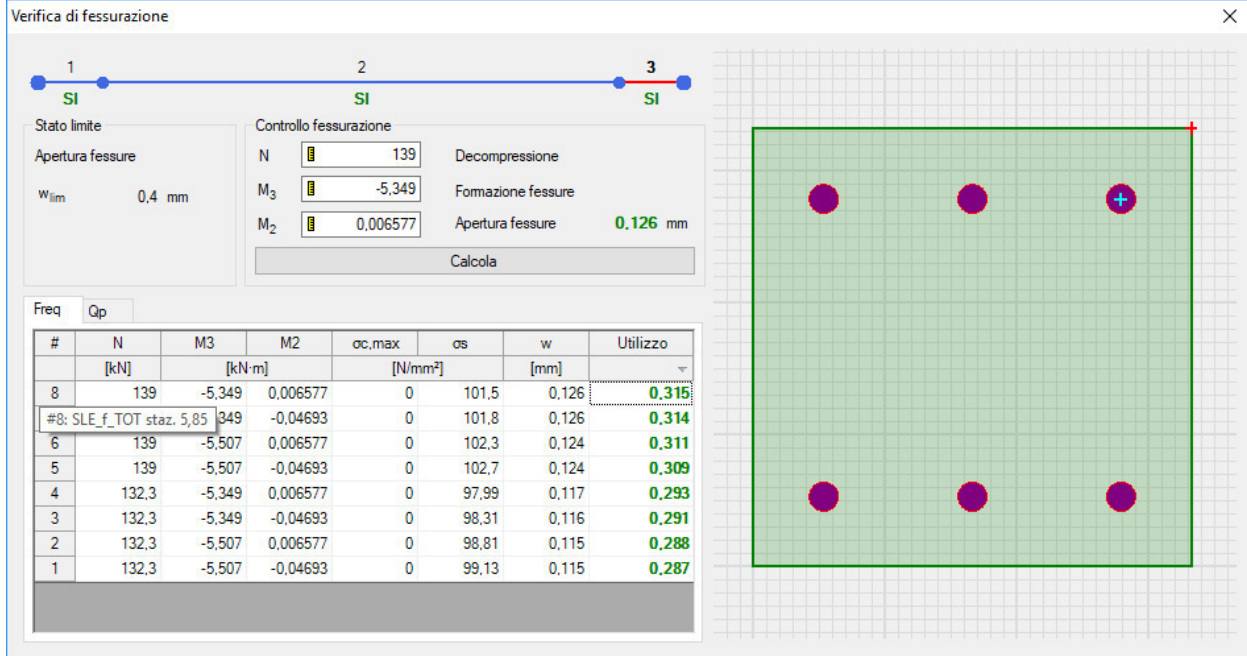 Verifica di fessurazione
1 2 3
SI SI SI
Stato limite
Apertura fessure
wlim 0,4 mm
Controllo fessurazione
N 139 Decompressione
M3 -5,349 Formazione fessure
M2 0,006577 Apertura fessure 0,126 mm
Calcola
Freq Qp
# N M3 M2 σc,max σs w Utilizzo
[kN] [kN·m] [N/mm²] [mm]
8 139 -5,349 0,006577 0 101,5 0,126 0,315
#8: SLE_f_TOT staz. 5,85 349 -0,04693 0 101,8 0,126 0,314
6 139 -5,507 0,006577 0 102,3 0,124 0,311
5 139 -5,507 -0,04693 0 102,7 0,124 0,309
4 132,3 -5,349 0,006577 0 97,99 0,117 0,293
3 132,3 -5,349 -0,04693 0 98,31 0,116 0,291
2 132,3 -5,507 0,006577 0 98,81 0,115 0,288
1 132,3 -5,507 -0,04693 0 99,13 0,115 0,287